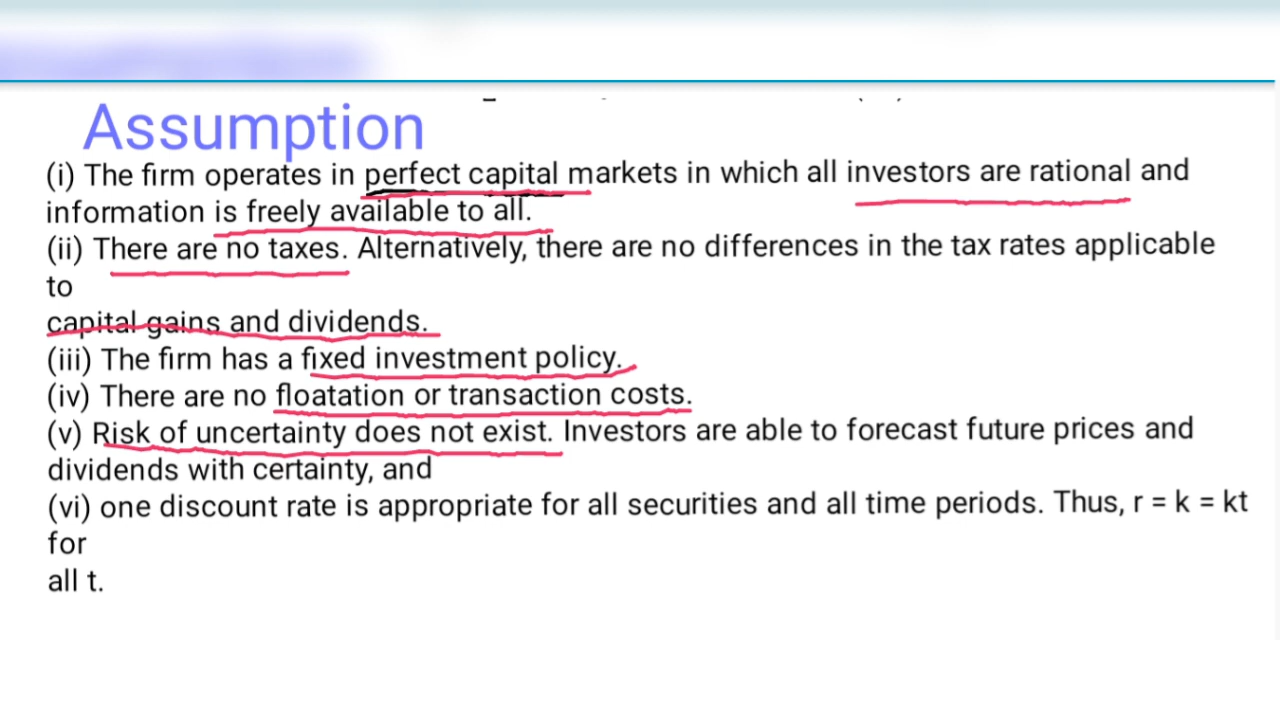 Assumption
(i) The firm operates in perfect capital markets in which all investors are rational and
information is freely available to all.
(ii) There are no taxes. Alternatively, there are no differences in the tax rates applicable
to
capital gains and dividends.
(iii) The firm has a fixed investment policy.
(iv) There are no floatation or transaction costs.
(v) Risk of uncertainty does not exist. Investors are able to forecast future prices and
dividends with certainty, and
(vi) one discount rate is appropriate for all securities and all time periods. Thus, r = k = kt
for
all t.